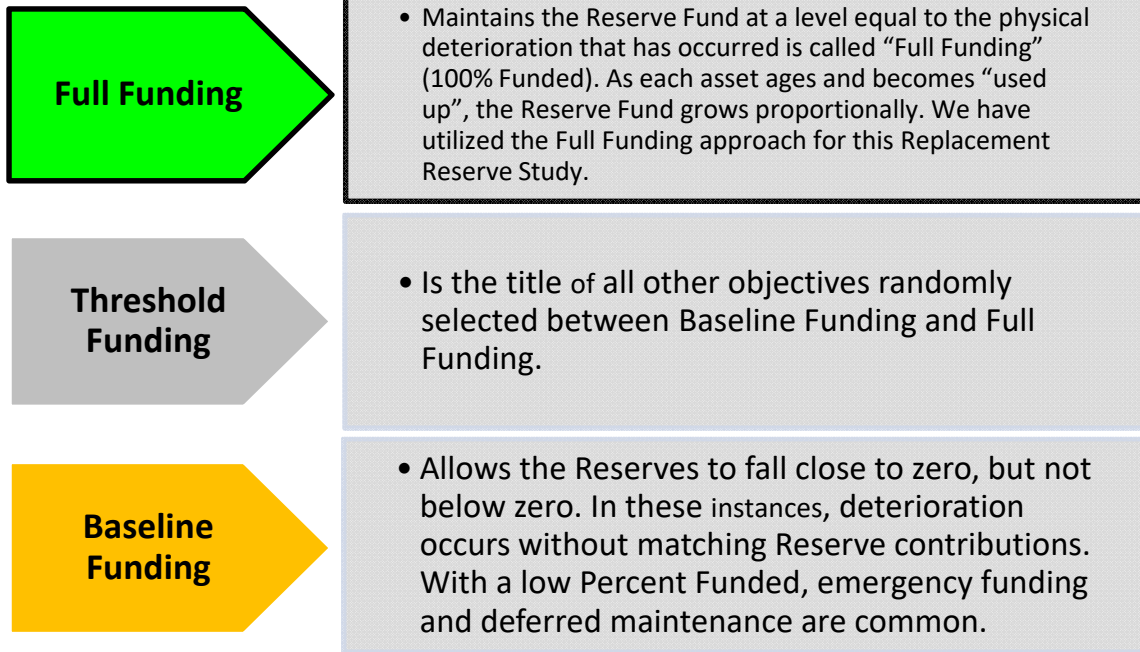 Full Funding
• Maintains the Reserve Fund at a level equal to the physical
deterioration that has occurred is called “Full Funding”
(100% Funded). As each asset ages and becomes “used
up”, the Reserve Fund grows proportionally. We have
utilized the Full Funding approach for this Replacement
Reserve Study.
Threshold
Funding
• Is the title of all other objectives randomly
selected between Baseline Funding and Full
Funding.
Baseline
Funding
• Allows the Reserves to fall close to zero, but not
below zero. In these instances, deterioration
occurs without matching Reserve contributions.
With a low Percent Funded, emergency funding
and deferred maintenance are common.